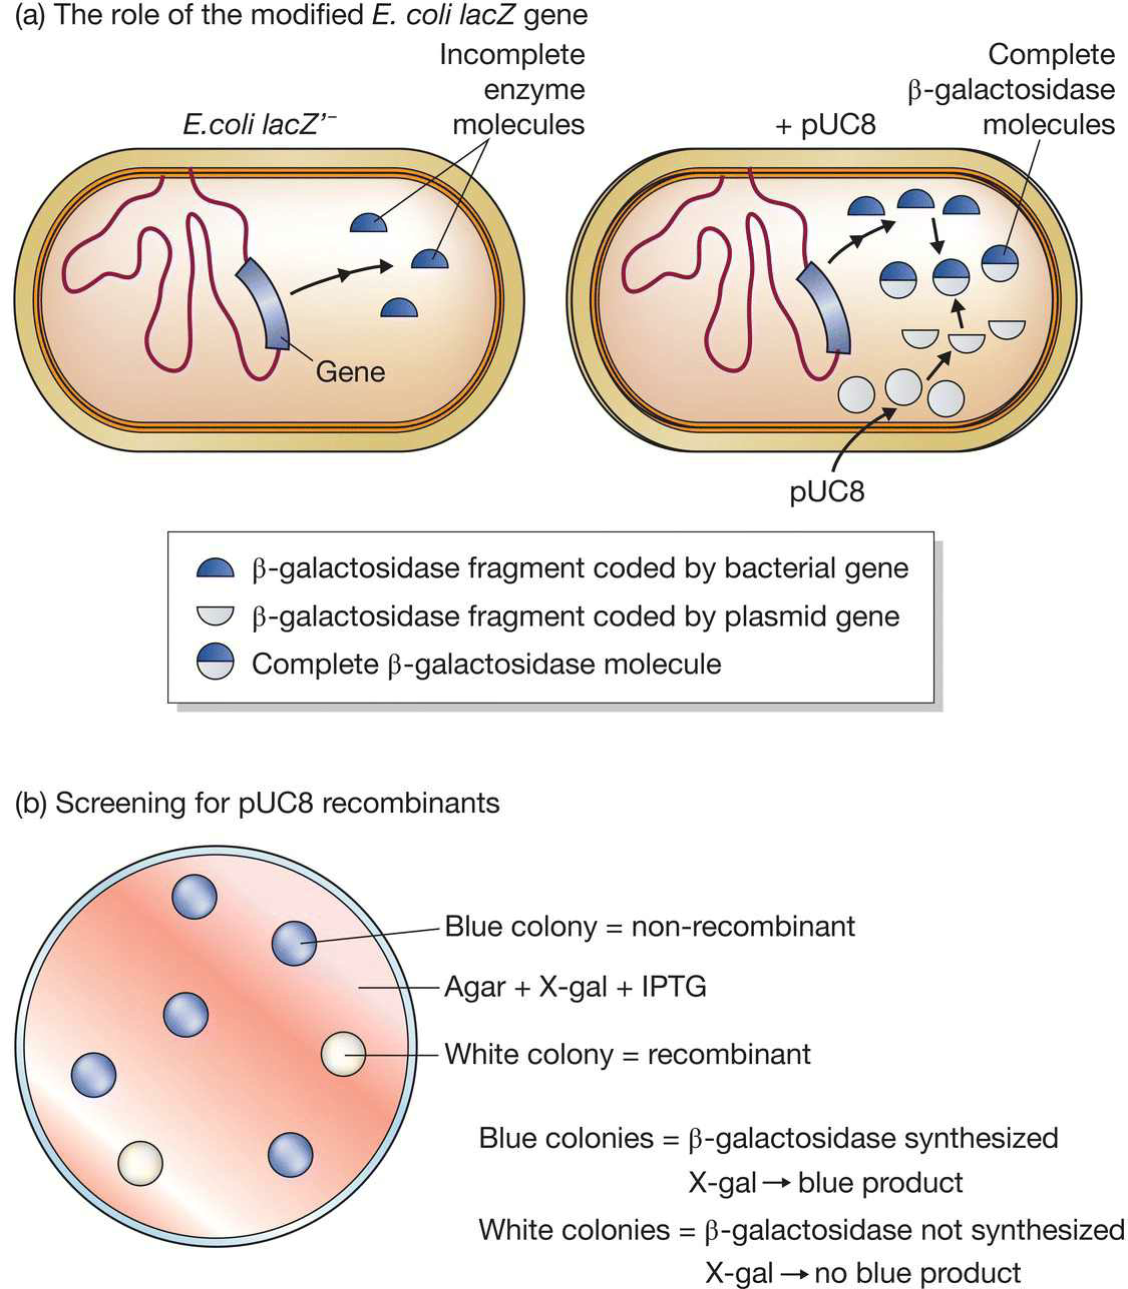 (a) The role of the modified E. coli lacZ gene
Incomplete
enzyme
molecules
E.coli lacZ’⁻
Gene
Complete
β-galactosidase
molecules
+ pUC8
pUC8
β-galactosidase fragment coded by bacterial gene
β-galactosidase fragment coded by plasmid gene
Complete β-galactosidase molecule
(b) Screening for pUC8 recombinants
Blue colony = non-recombinant
Agar + X-gal + IPTG
White colony = recombinant
Blue colonies = β-galactosidase synthesized
X-gal → blue product
White colonies = β-galactosidase not synthesized
X-gal → no blue product